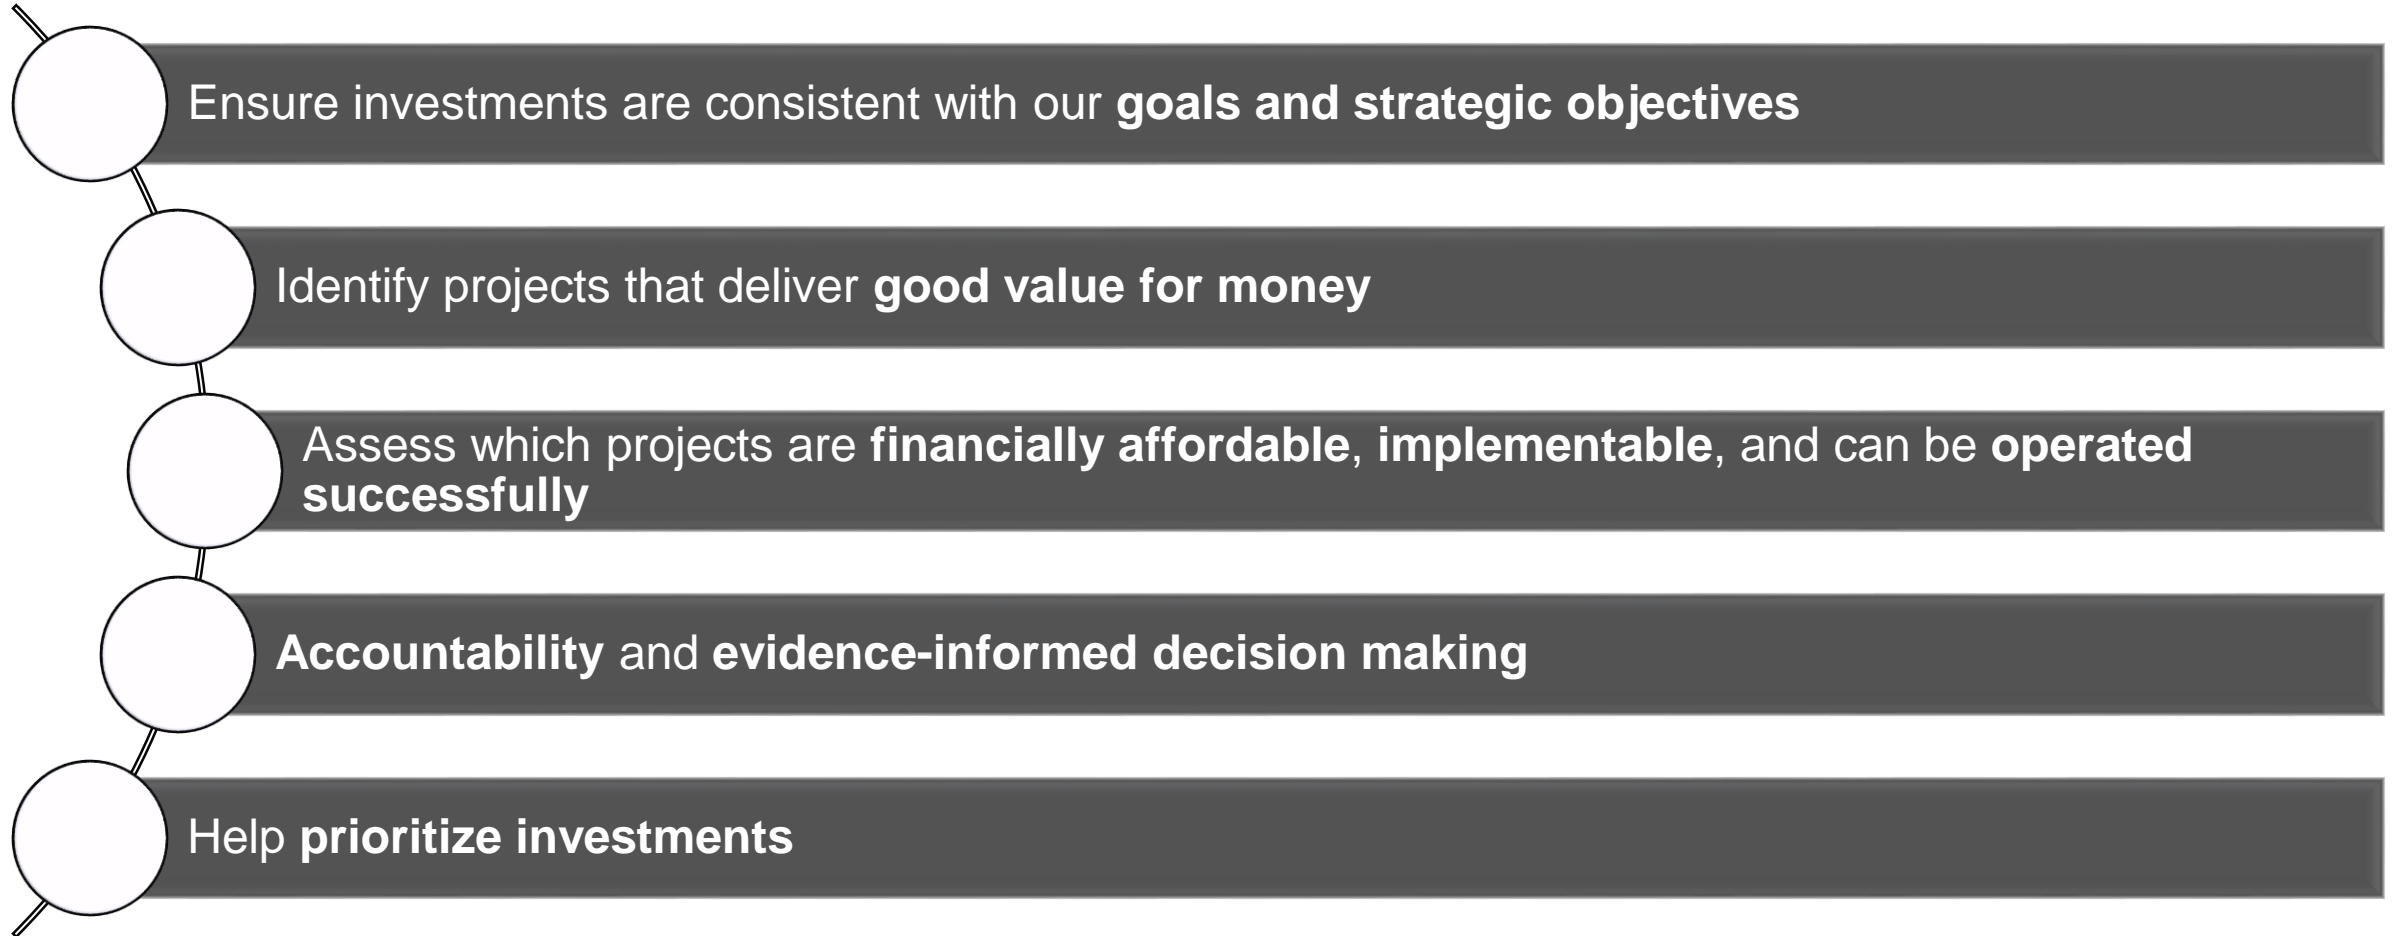 Ensure investments are consistent with our goals and strategic objectives
Identify projects that deliver good value for money
Assess which projects are financially affordable, implementable, and can be operated
successfully
Accountability and evidence-informed decision making
Help prioritize investments